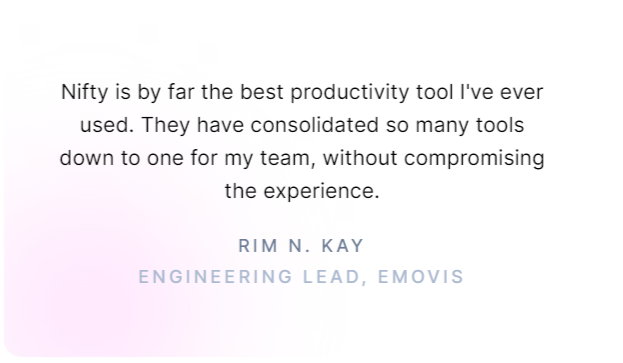 Nifty is by far the best productivity tool I've ever
used. They have consolidated so many tools
down to one for my team, without compromising
the experience.
RIM N. KAY
ENGINEERING LEAD, EMOVIS